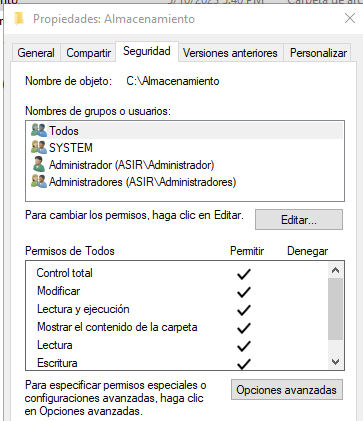 Propiedades: Almacenamiento
General
Compartir
Seguridad
Versiones anteriores
Personalizar
Nombre de objeto: C:\Almacenamiento
Nombres de grupos o usuarios:
Todos
SYSTEM
Administrador (ASIR\Administrador)
Administradores (ASIR\Administradores)
Para cambiar los permisos, haga clic en Editar.
Editar...
Permisos de Todos Permitir Denegar
Control total
Modificar
Lectura y ejecución
Mostrar el contenido de la carpeta
Lectura
Escritura
Para especificar permisos especiales o
configuraciones avanzadas, haga clic
en Opciones avanzadas.
Opciones avanzadas